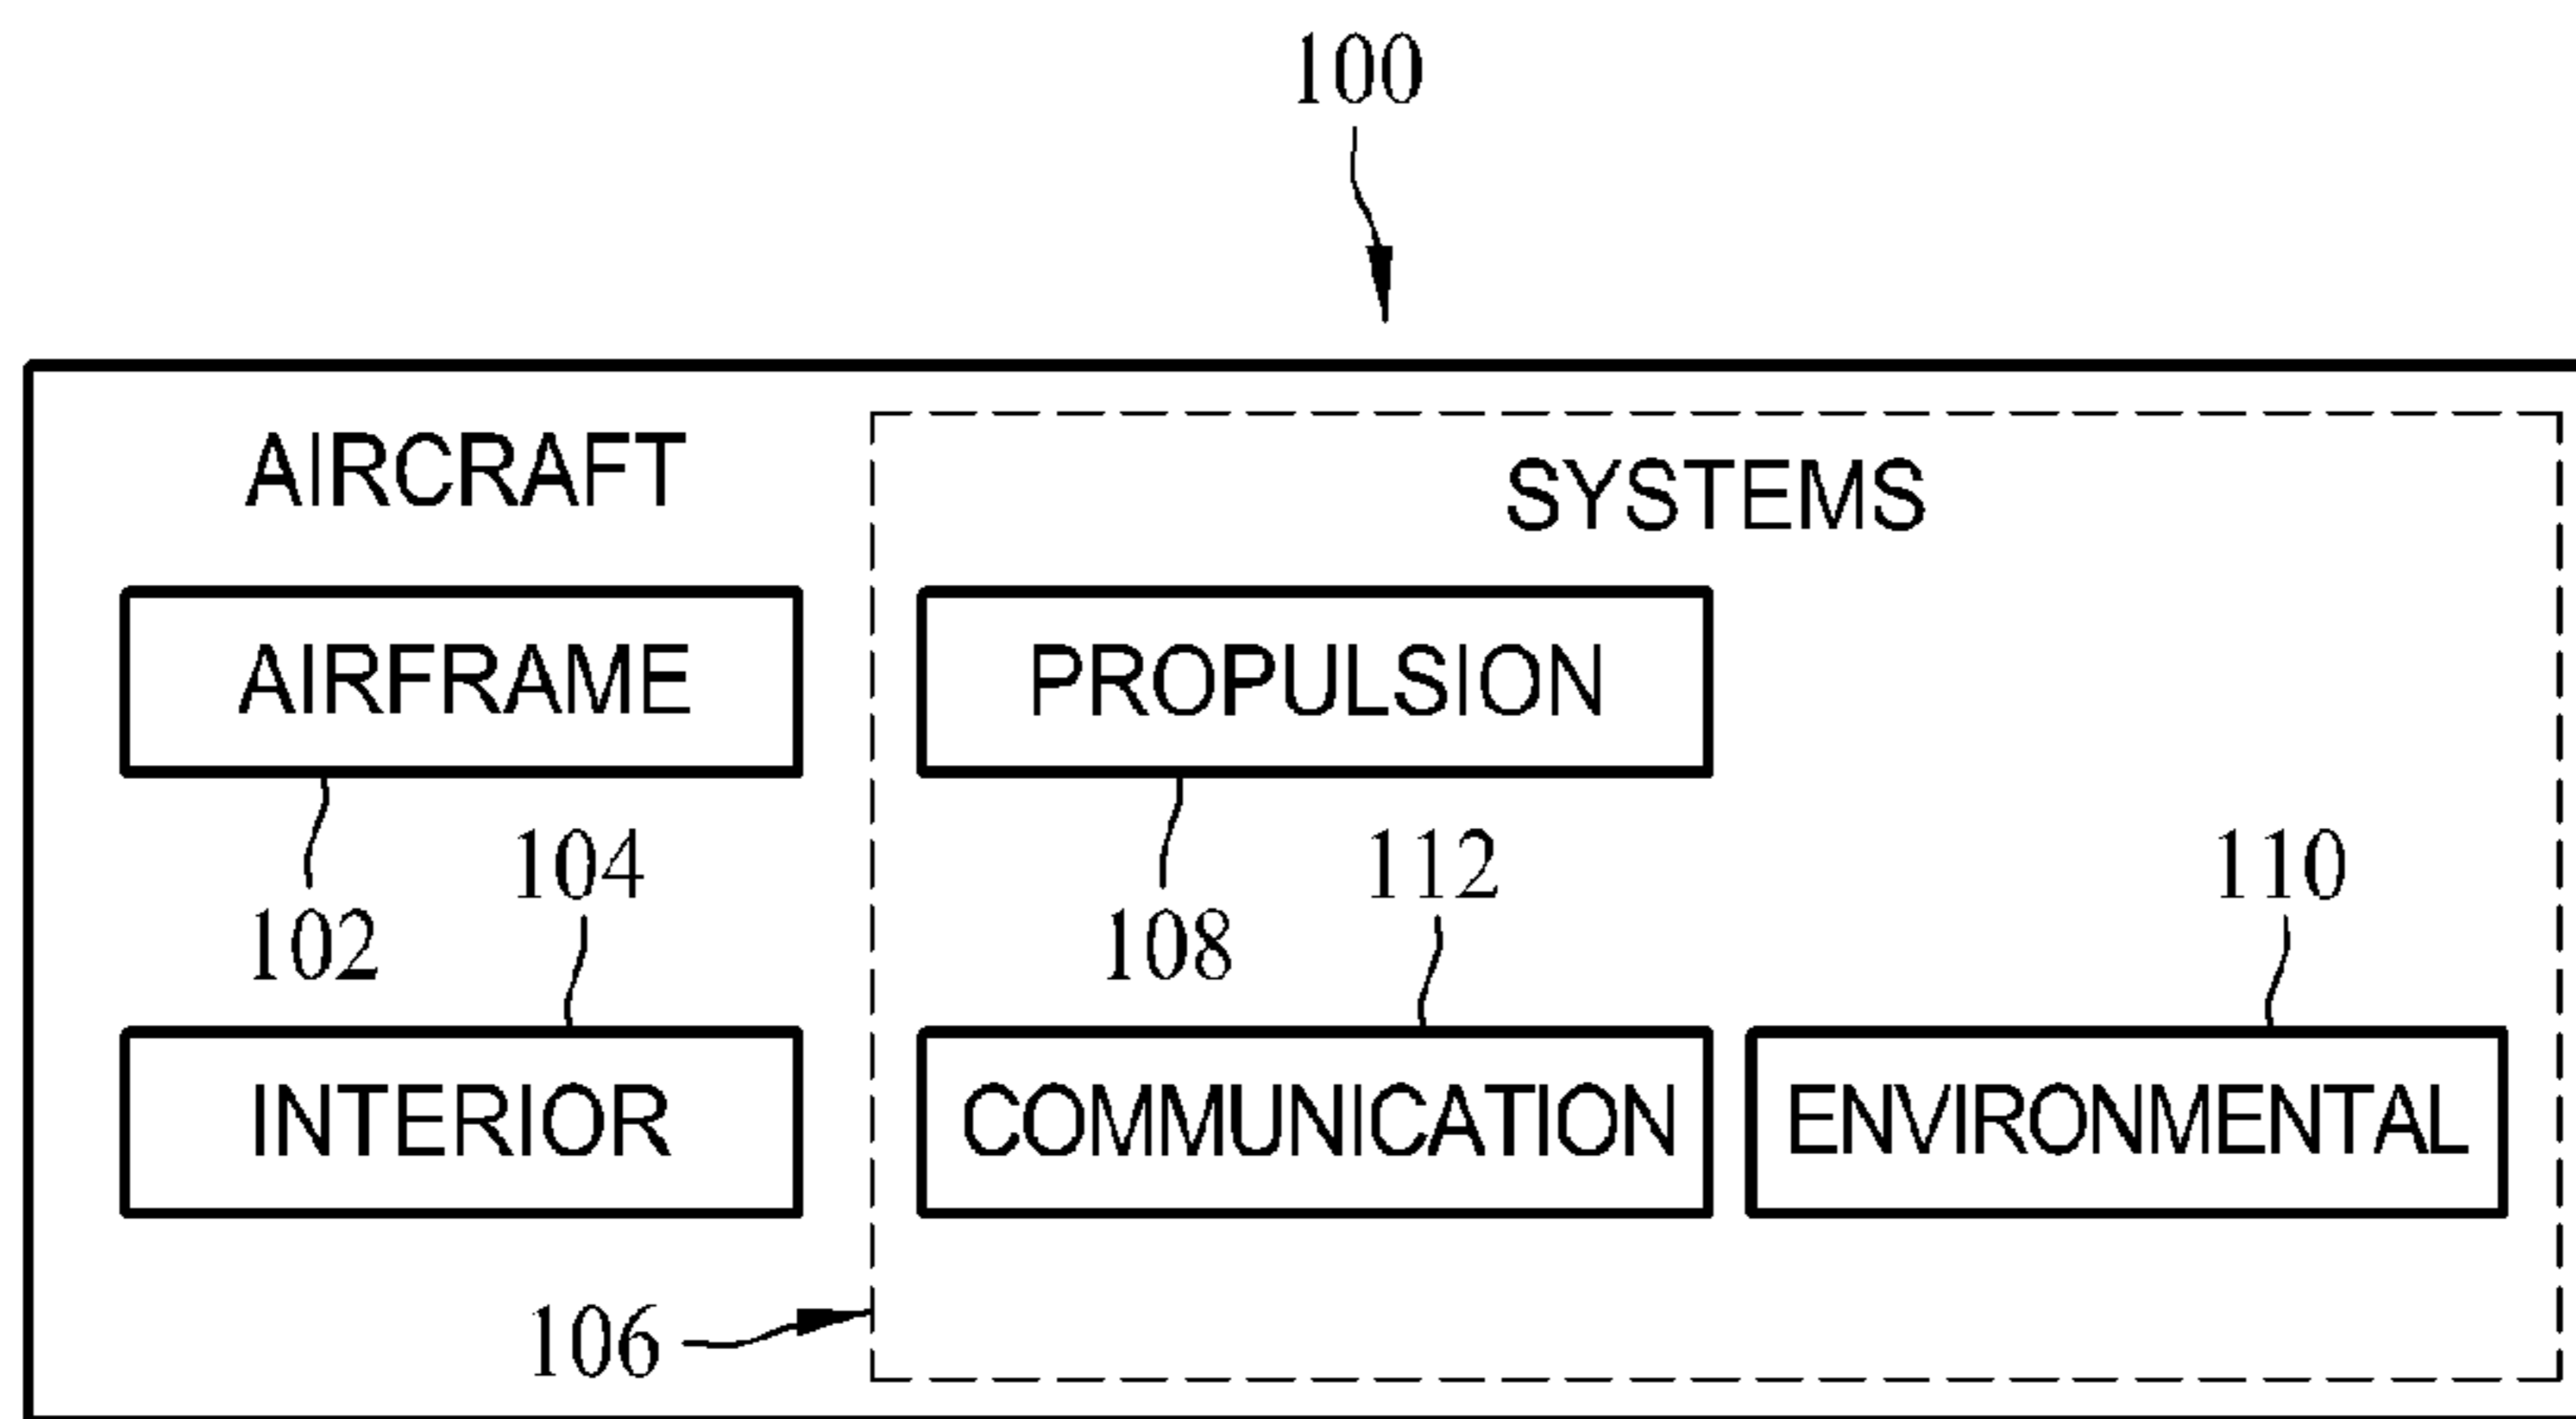 100
AIRCRAFT
SYSTEMS
AIRFRAME
PROPULSION
104
112
110
102
108
INTERIOR
COMMUNICATION
ENVIRONMENTAL
106